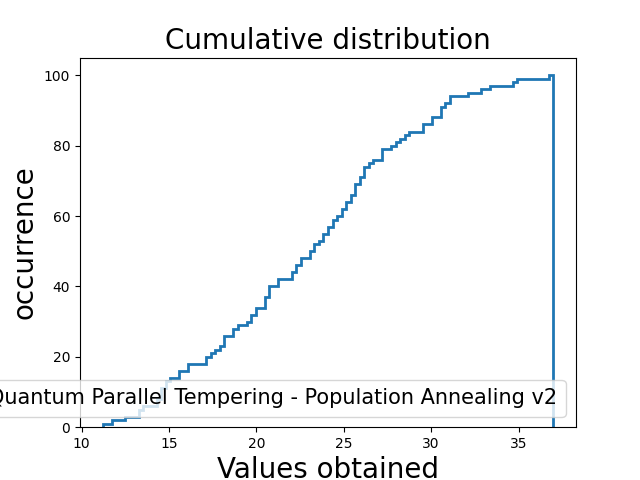 Cumulative distribution
100
80
60
40
20
0
occurrence
Quantum Parallel Tempering - Population Annealing v2
10 15 20 25 30 35
Values obtained